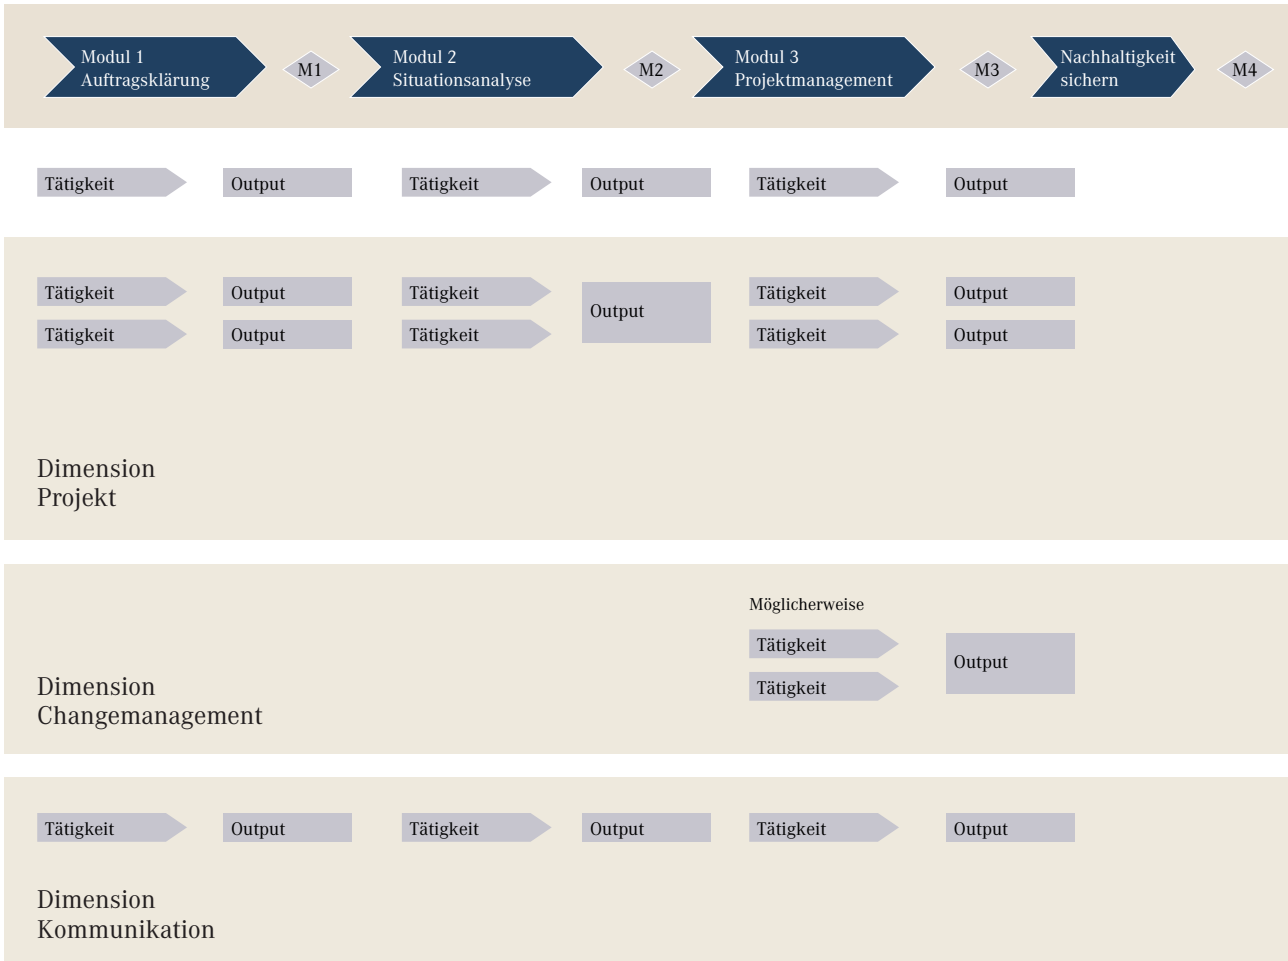 Modul 1
Auftragsklärung
M1
Modul 2
Situationsanalyse
M2
Modul 3
Projektmanagement
M3
Nachhaltigkeit
sichern
M4
Tätigkeit
Output
Tätigkeit
Output
Tätigkeit
Output
Tätigkeit
Output
Tätigkeit
Output
Tätigkeit
Output
Tätigkeit
Output
Tätigkeit
Tätigkeit
Output
Dimension
Projekt
Möglicherweise
Tätigkeit
Tätigkeit
Output
Dimension
Changemanagement
Tätigkeit
Output
Tätigkeit
Output
Tätigkeit
Output
Dimension
Kommunikation